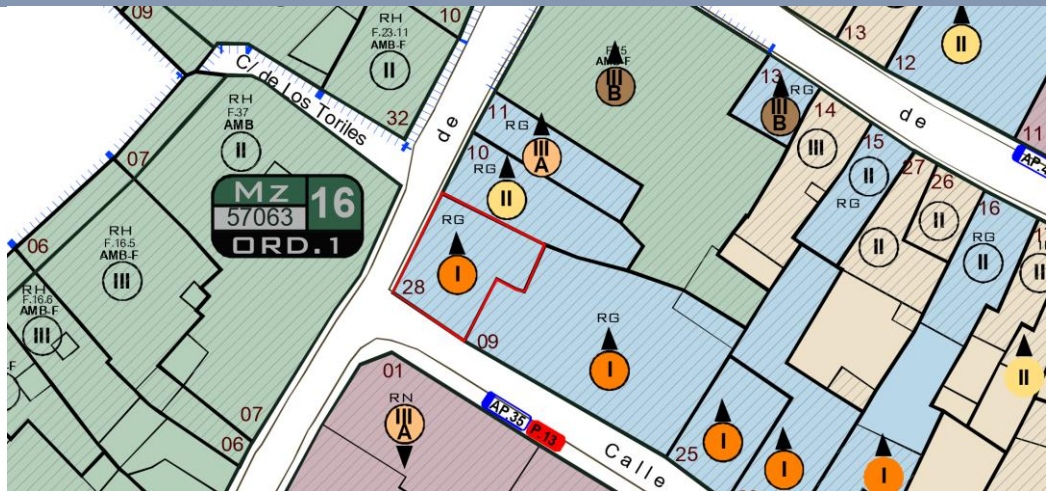 09
10
RH
F.23.11
AMB-F
II
32
C/ de Los Toriles
RH
F.37
AMB
II
07
Mz
57063
16
ORD.1
RH
F.16.5
AMB-F
III
06
RH
F.16.6
AMB-F
III
07
06
de
11
RG
III
A
10
RG
II
AMB-F
III
B
13
III
B
RG
14
III
15
II
RG
27
26
II
II
16
RG
II
II
13
12
II
11
de
RG
I
28
09
RG
I
01
RN
III
A
AP.35
P.13
Calle
25
I
I
I
II